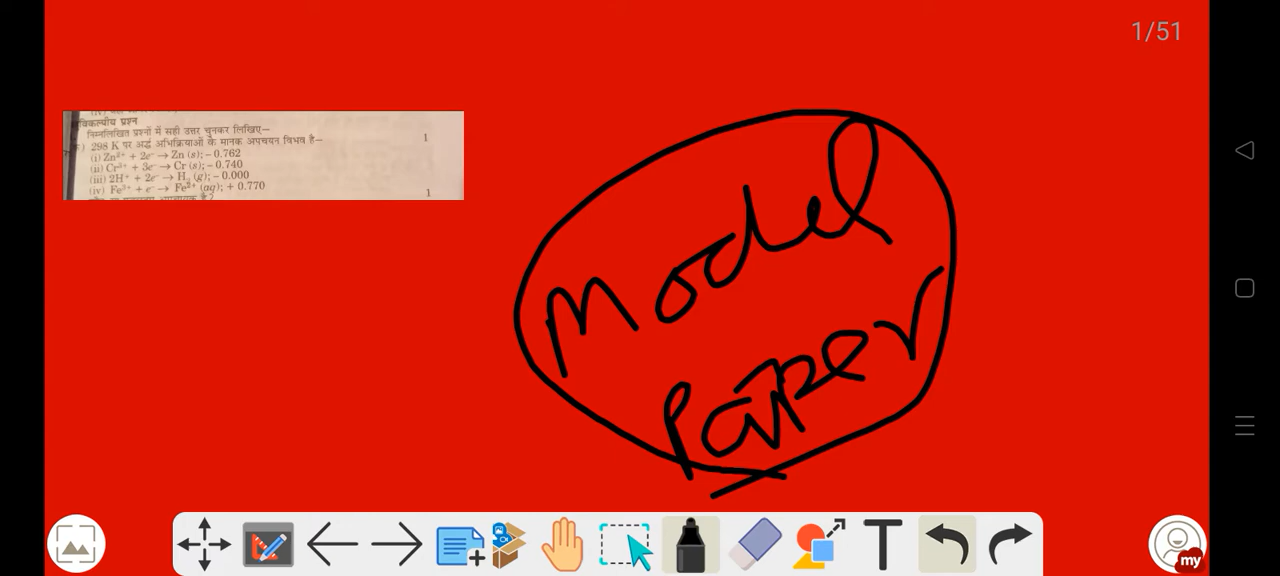 1/51
निम्नलिखित प्रश्नों में सही उत्तर चुनकर लिखिए–
1
298 K पर अर्द्ध अभिक्रियाओं के मानक अपचयन विभव है–
(i) Zn²⁺ + 2e⁻ → Zn (s); – 0.762
(ii) Cr³⁺ + 3e⁻ → Cr (s); – 0.740
(iii) 2H⁺ + 2e⁻ → H₂ (g); – 0.000
(iv) Fe³⁺ + e⁻ → Fe²⁺ (aq); + 0.770
1
Model
Paper
T
my